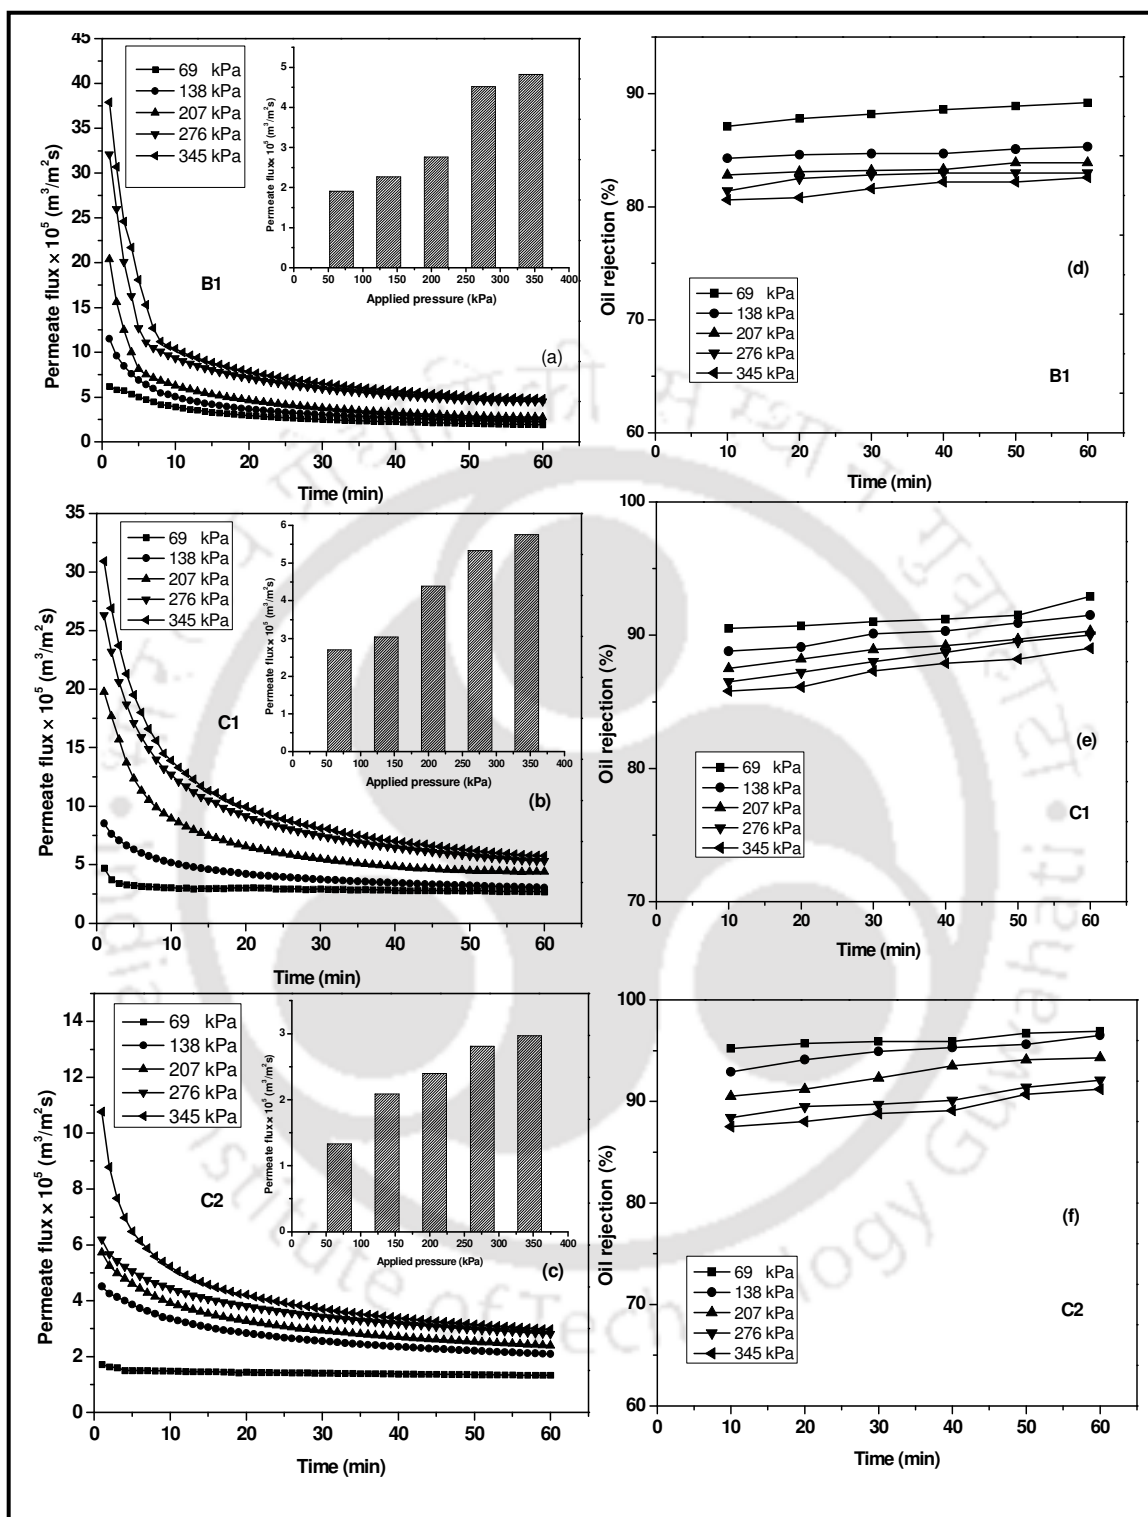 45
40
35
30
25
20
15
10
5
0
0 10 20 30 40 50 60
Permeate flux × 10⁵ (m³/m²s)
Time (min)
69 kPa
138 kPa
207 kPa
276 kPa
345 kPa
B1
(a)
5
4
3
2
1
0
0 50 100 150 200 250 300 350 400
Permeate flux× 10⁵ (m³/m²s)
Applied pressure (kPa)
90
80
70
60
0 10 20 30 40 50 60
Oil rejection (%)
Time (min)
69 kPa
138 kPa
207 kPa
276 kPa
345 kPa
(d)
B1
35
30
25
20
15
10
5
0
0 10 20 30 40 50 60
Permeate flux × 10⁵ (m³/m²s)
Time (min)
69 kPa
138 kPa
207 kPa
276 kPa
345 kPa
C1
(b)
6
5
4
3
2
1
0
0 50 100 150 200 250 300 350 400
Permeate flux× 10⁵ (m³/m²s)
Applied pressure (kPa)
100
90
80
70
0 10 20 30 40 50 60
Oil rejection (%)
Time (min)
69 kPa
138 kPa
207 kPa
276 kPa
345 kPa
(e)
C1
14
12
10
8
6
4
2
0
0 10 20 30 40 50 60
Permeate flux × 10⁵ (m³/m²s)
Time (min)
69 kPa
138 kPa
207 kPa
276 kPa
345 kPa
C2
(c)
3
2
1
0
0 50 100 150 200 250 300 350 400
Permeate flux× 10⁵ (m³/m²s)
Applied pressure (kPa)
100
90
80
70
60
0 10 20 30 40 50 60
Oil rejection (%)
Time (min)
69 kPa
138 kPa
207 kPa
276 kPa
345 kPa
(f)
C2
Institute of Technology Guwahati